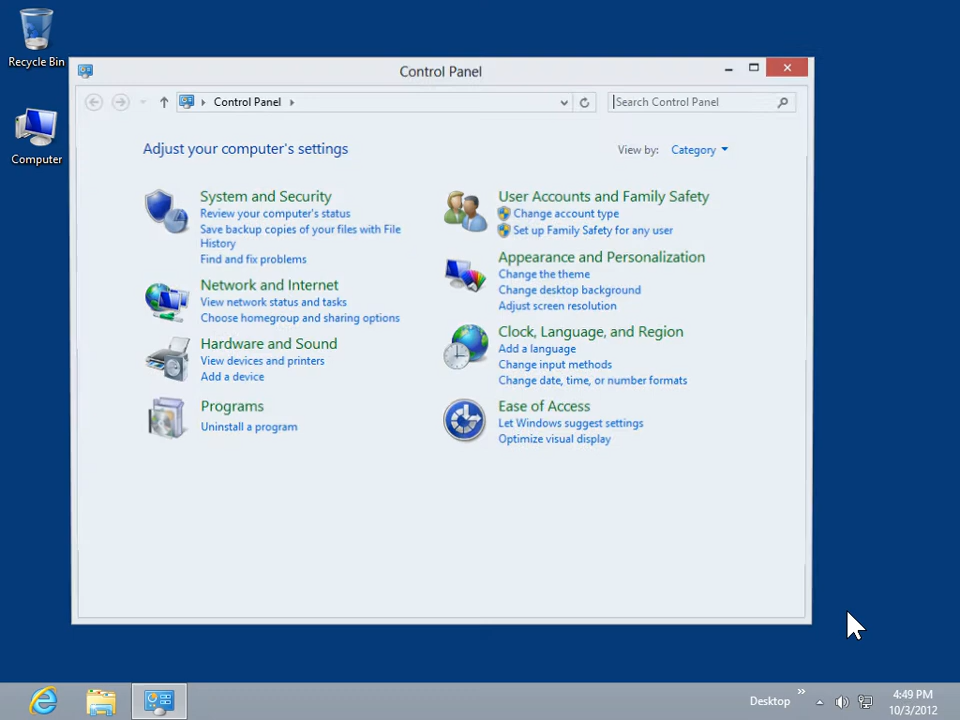 Recycle Bin
Computer
Control Panel
Control Panel
Search Control Panel
Adjust your computer's settings
View by: Category
System and Security
Review your computer's status
Save backup copies of your files with File
History
Find and fix problems
Network and Internet
View network status and tasks
Choose homegroup and sharing options
Hardware and Sound
View devices and printers
Add a device
Programs
Uninstall a program
User Accounts and Family Safety
Change account type
Set up Family Safety for any user
Appearance and Personalization
Change the theme
Change desktop background
Adjust screen resolution
Clock, Language, and Region
Add a language
Change input methods
Change date, time, or number formats
Ease of Access
Let Windows suggest settings
Optimize visual display
Desktop
4:49 PM
10/3/2012